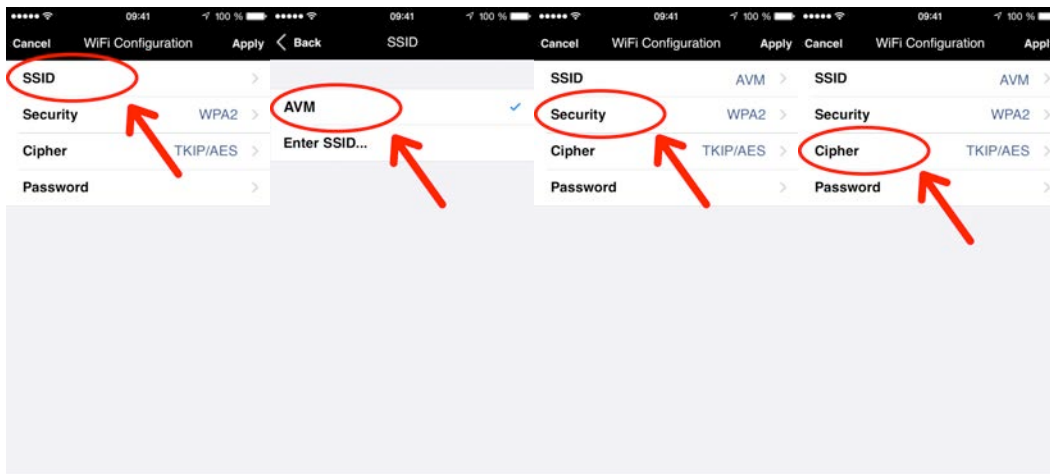 09:41 100 %
Cancel WiFi Configuration Apply
SSID
Security WPA2
Cipher TKIP/AES
Password
09:41 100 %
Back SSID
AVM
Enter SSID...
09:41 100 %
Cancel WiFi Configuration Apply
SSID AVM
Security WPA2
Cipher TKIP/AES
Password
09:41 100 %
Cancel WiFi Configuration Appl
SSID AVM
Security WPA2
Cipher TKIP/AES
Password